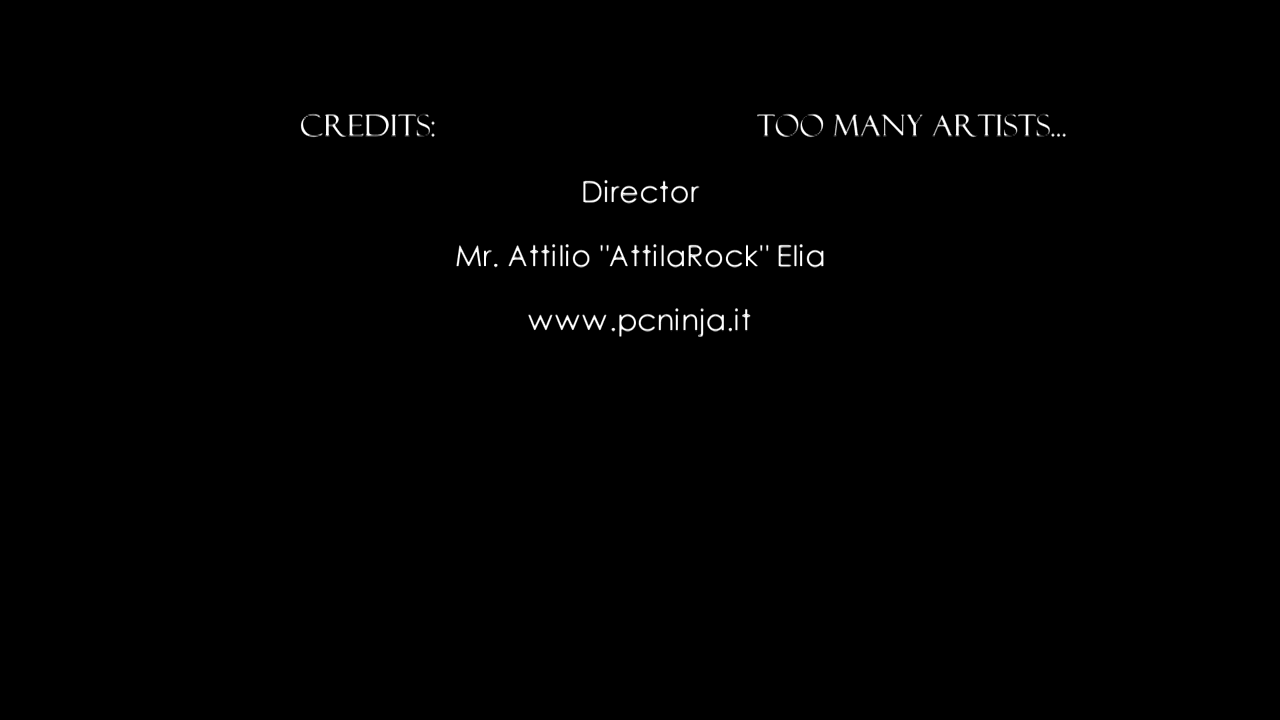 CREDITS: TOO MANY ARTISTS...
Director
Mr. Attilio "AttilaRock" Elia
www.pcninja.it